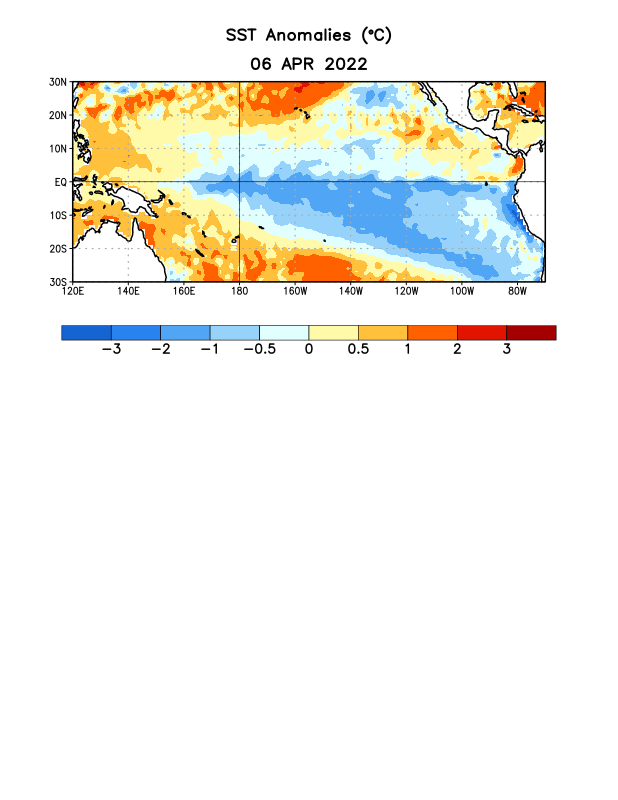 SST Anomalies (°C)
06 APR 2022
30N
20N
10N
EQ
10S
20S
30S
120E 140E 160E 180 160W 140W 120W 100W 80W
−3 −2 −1 −0.5 0 0.5 1 2 3